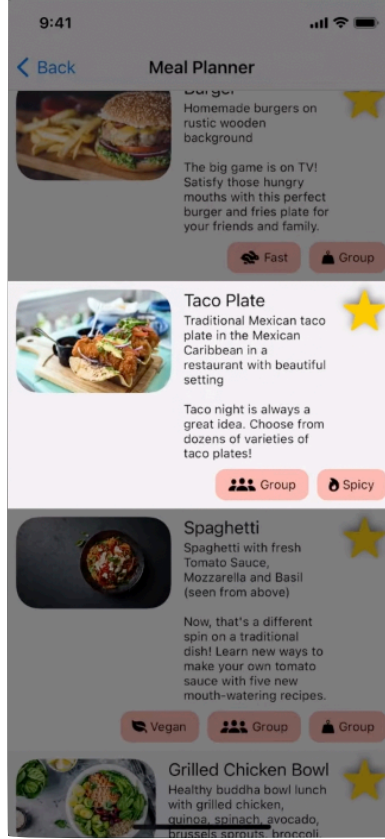 9:41
Back
Meal Planner
Burger
Homemade burgers on
rustic wooden
background
The big game is on TV!
Satisfy those hungry
mouths with this perfect
burger and fries plate for
your friends and family.
Fast
Group
Taco Plate
Traditional Mexican taco
plate in the Mexican
Caribbean in a
restaurant with beautiful
setting
Taco night is always a
great idea. Choose from
dozens of varieties of
taco plates!
Group
Spicy
Spaghetti
Spaghetti with fresh
Tomato Sauce,
Mozzarella and Basil
(seen from above)
Now, that's a different
spin on a traditional
dish! Learn new ways to
make your own tomato
sauce with five new
mouth-watering recipes.
Vegan
Group
Group
Grilled Chicken Bowl
Healthy buddha bowl lunch
with grilled chicken,
quinoa, spinach, avocado,
brussels sprouts, broccoli,